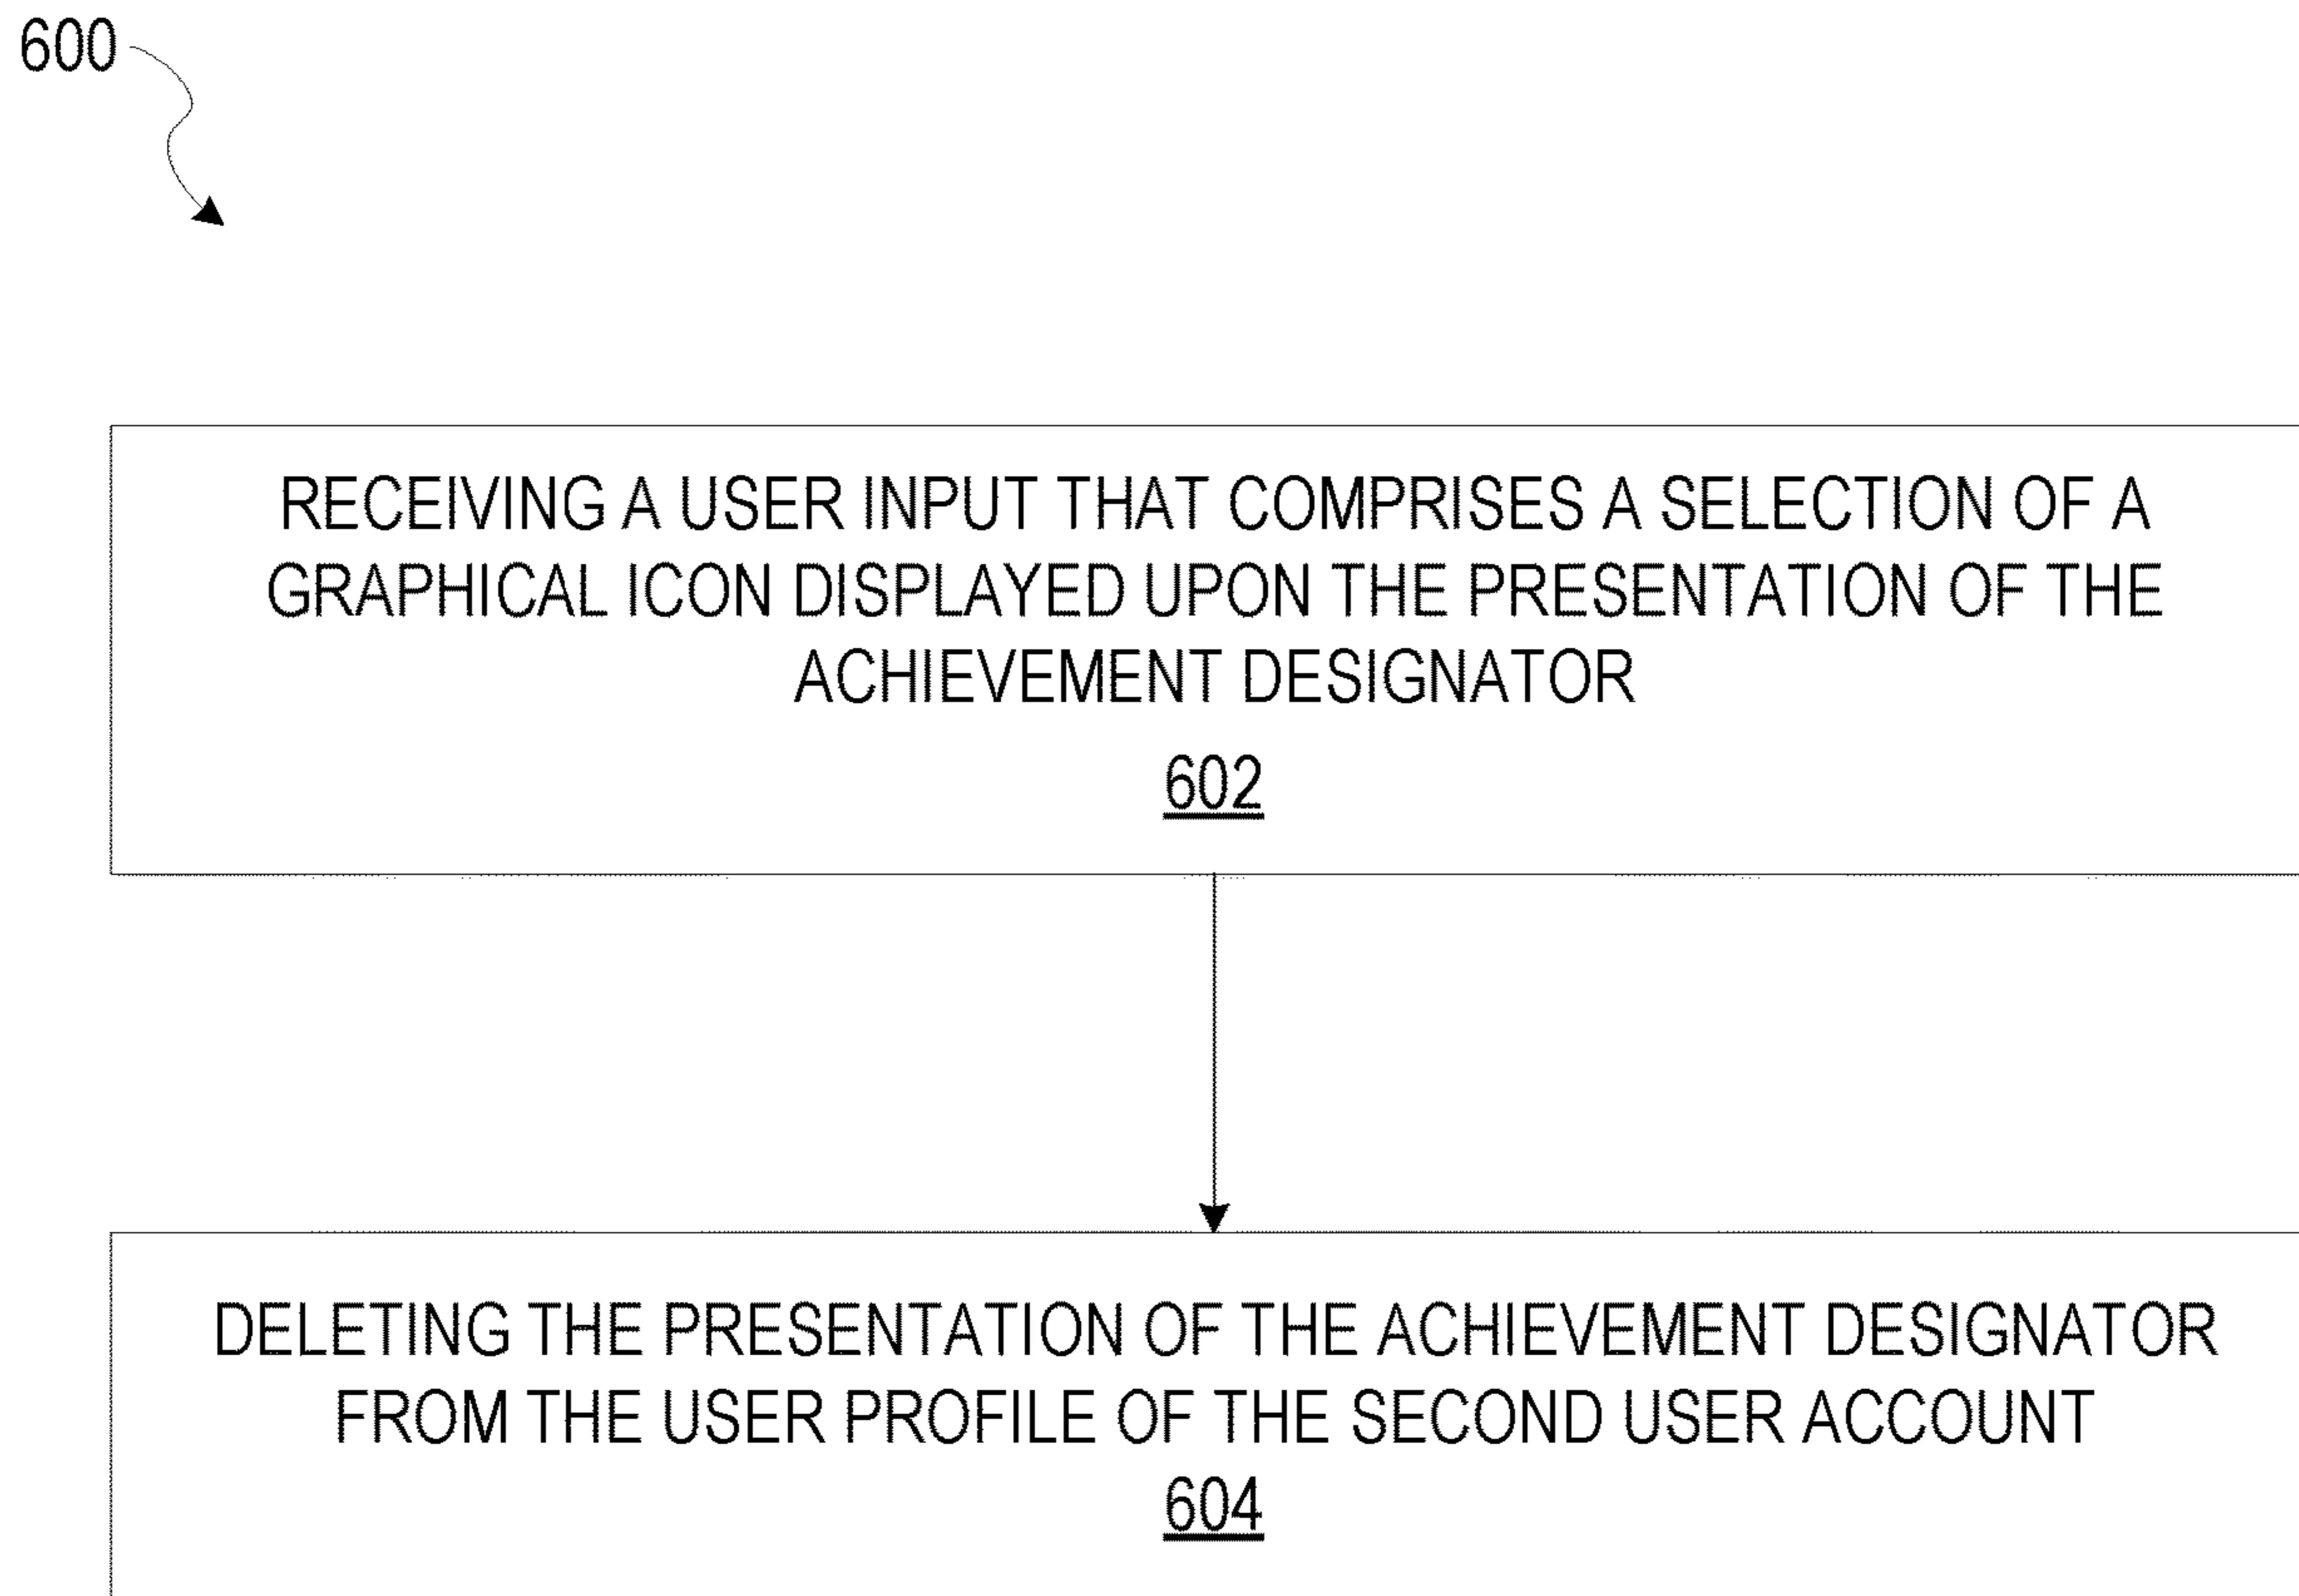 600
RECEIVING A USER INPUT THAT COMPRISES A SELECTION OF A
GRAPHICAL ICON DISPLAYED UPON THE PRESENTATION OF THE
ACHIEVEMENT DESIGNATOR
602
DELETING THE PRESENTATION OF THE ACHIEVEMENT DESIGNATOR
FROM THE USER PROFILE OF THE SECOND USER ACCOUNT
604